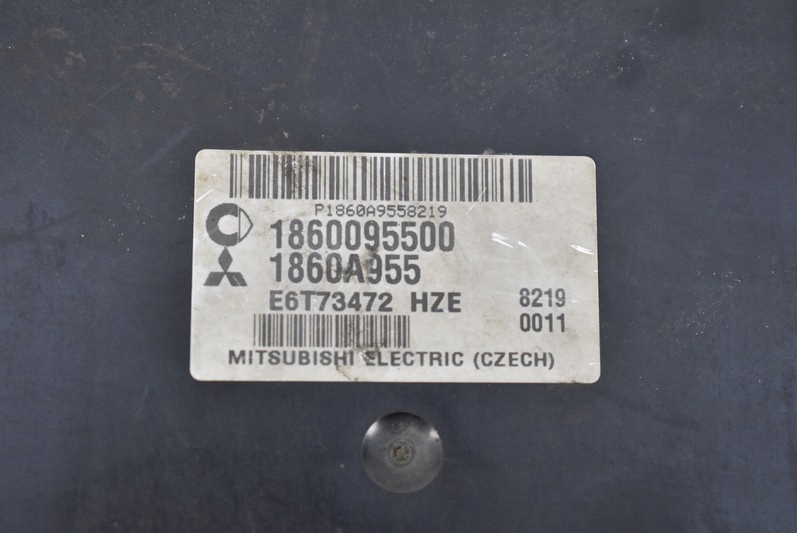 P1860A9558219
1860095500
1860A955
E6T73472 HZE 8219
0011
MITSUBISHI ELECTRIC (CZECH)